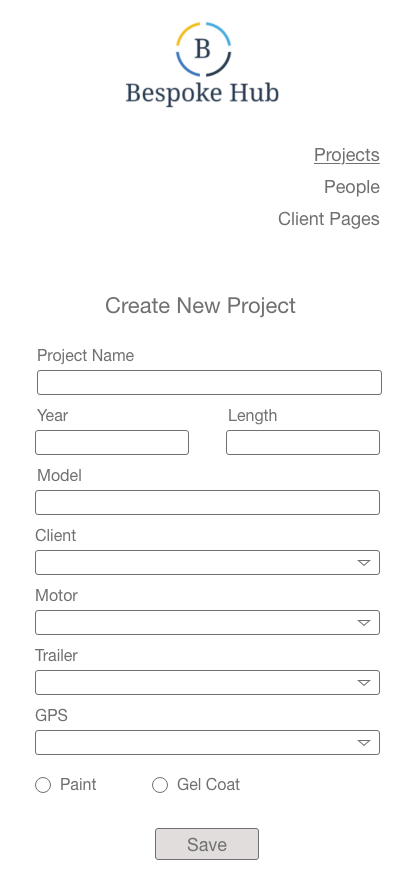 B
Bespoke Hub
Projects
People
Client Pages
Create New Project
Project Name
Year Length
Model
Client
Motor
Trailer
GPS
Paint Gel Coat
Save